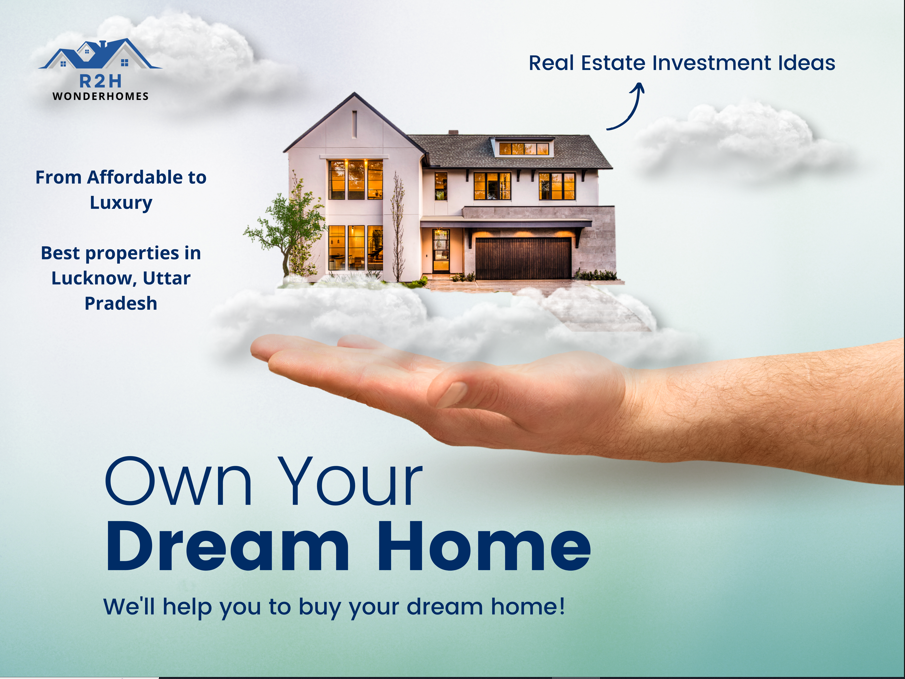 R2H
WONDERHOMES
Real Estate Investment Ideas
From Affordable to
Luxury
Best properties in
Lucknow, Uttar
Pradesh
Own Your
Dream Home
We'll help you to buy your dream home!